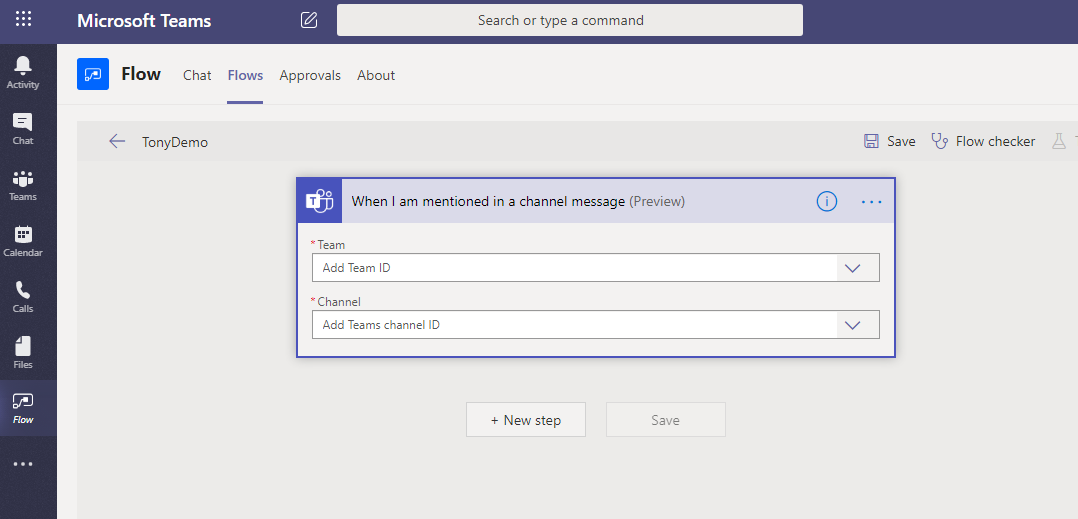 Microsoft Teams
Search or type a command
Activity
Chat
Teams
Calendar
Calls
Files
Flow
Flow Chat Flows Approvals About
TonyDemo Save Flow checker
T When I am mentioned in a channel message (Preview)
* Team
Add Team ID
* Channel
Add Teams channel ID
+ New step Save